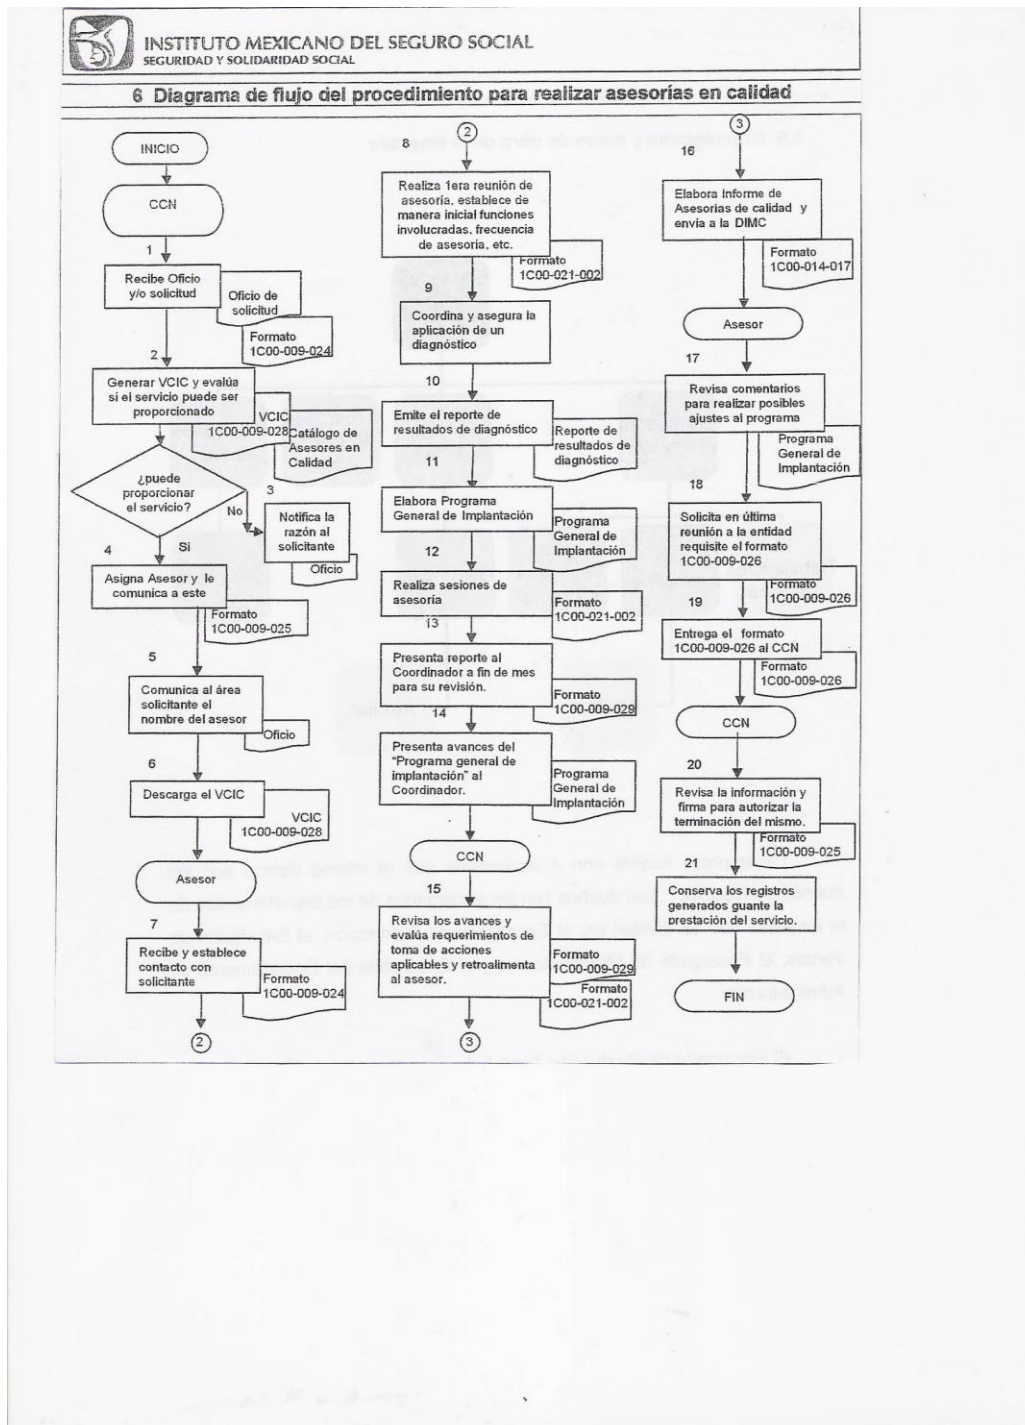 INSTITUTO MEXICANO DEL SEGURO SOCIAL
SEGURIDAD Y SOLIDARIDAD SOCIAL
6 Diagrama de flujo del procedimiento para realizar asesorías en calidad
INICIO
CCN
1
Recibe Oficio
y/o solicitud
Oficio de
solicitud
Formato
1C00-009-024
2
Generar VCIC y evalúa
si el servicio puede ser
proporcionado
VCIC
1C00-009-028
Catálogo de
Asesores en
Calidad
¿puede
proporcionar
el servicio?
No
3
Notifica la
razón al
solicitante
Oficio
Si
4
Asigna Asesor y le
comunica a este
Formato
1C00-009-025
5
Comunica al área
solicitante el
nombre del asesor
Oficio
6
Descarga el VCIC
VCIC
1C00-009-028
Asesor
7
Recibe y establece
contacto con
solicitante
Formato
1C00-009-024
2
2
8
Realiza 1era reunión de
asesoría, establece de
manera inicial funciones
involucradas, frecuencia
de asesoría, etc.
Formato
1C00-021-002
9
Coordina y asegura la
aplicación de un
diagnóstico
10
Emite el reporte de
resultados de diagnóstico
Reporte de
resultados de
diagnóstico
11
Elabora Programa
General de Implantación
Programa
General de
Implantación
12
Realiza sesiones de
asesoría
Formato
1C00-021-002
13
Presenta reporte al
Coordinador a fin de mes
para su revisión.
Formato
1C00-009-029
14
Presenta avances del
"Programa general de
implantación" al
Coordinador.
Programa
General de
Implantación
CCN
15
Revisa los avances y
evalúa requerimientos de
toma de acciones
aplicables y retroalimenta
al asesor.
Formato
1C00-009-029
Formato
1C00-021-002
3
3
16
Elabora Informe de
Asesorias de calidad y
envía a la DIMC
Formato
1C00-014-017
Asesor
17
Revisa comentarios
para realizar posibles
ajustes al programa
Programa
General de
Implantación
18
Solicita en última
reunión a la entidad
requisite el formato
1C00-009-026
Formato
1C00-009-026
19
Entrega el formato
1C00-009-026 al CCN
Formato
1C00-009-026
CCN
20
Revisa la información y
firma para autorizar la
terminación del mismo.
Formato
1C00-009-025
21
Conserva los registros
generados guante la
prestación del servicio.
FIN